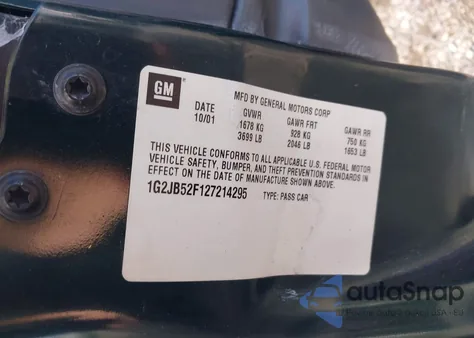 GM
MFD BY GENERAL MOTORS CORP
DATE GVWR GAWR FRT GAWR RR
10/01 1678 KG 928 KG 750 KG
3699 LB 2046 LB 1653 LB
THIS VEHICLE CONFORMS TO ALL APPLICABLE U.S. FEDERAL MOTOR
VEHICLE SAFETY, BUMPER, AND THEFT PREVENTION STANDARDS IN
EFFECT ON THE DATE OF MANUFACTURE SHOWN ABOVE.
1G2JB52F127214295 TYPE: PASS CAR
autoSnap